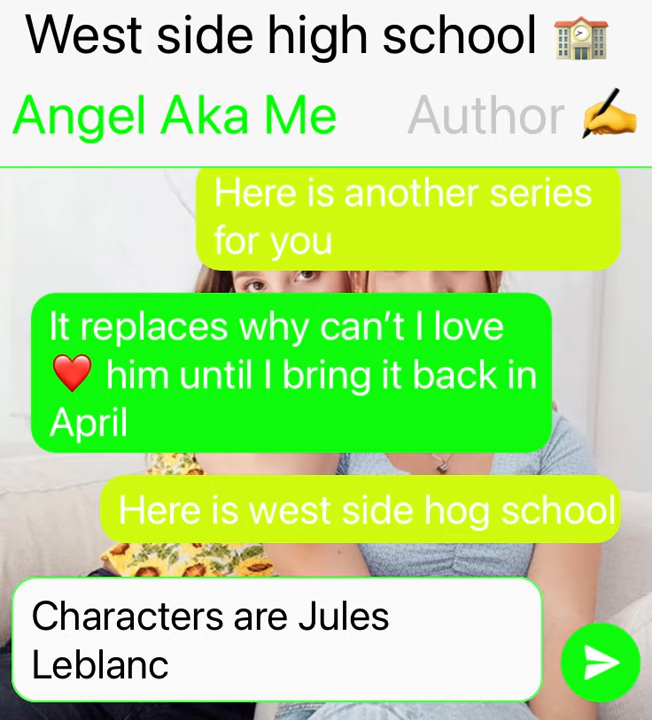 West side high school 🏫
Angel Aka Me
Author ✍️
Here is another series
for you
It replaces why can't I love
❤️ him until I bring it back in
April
Here is west side hog school
Characters are Jules
Leblanc